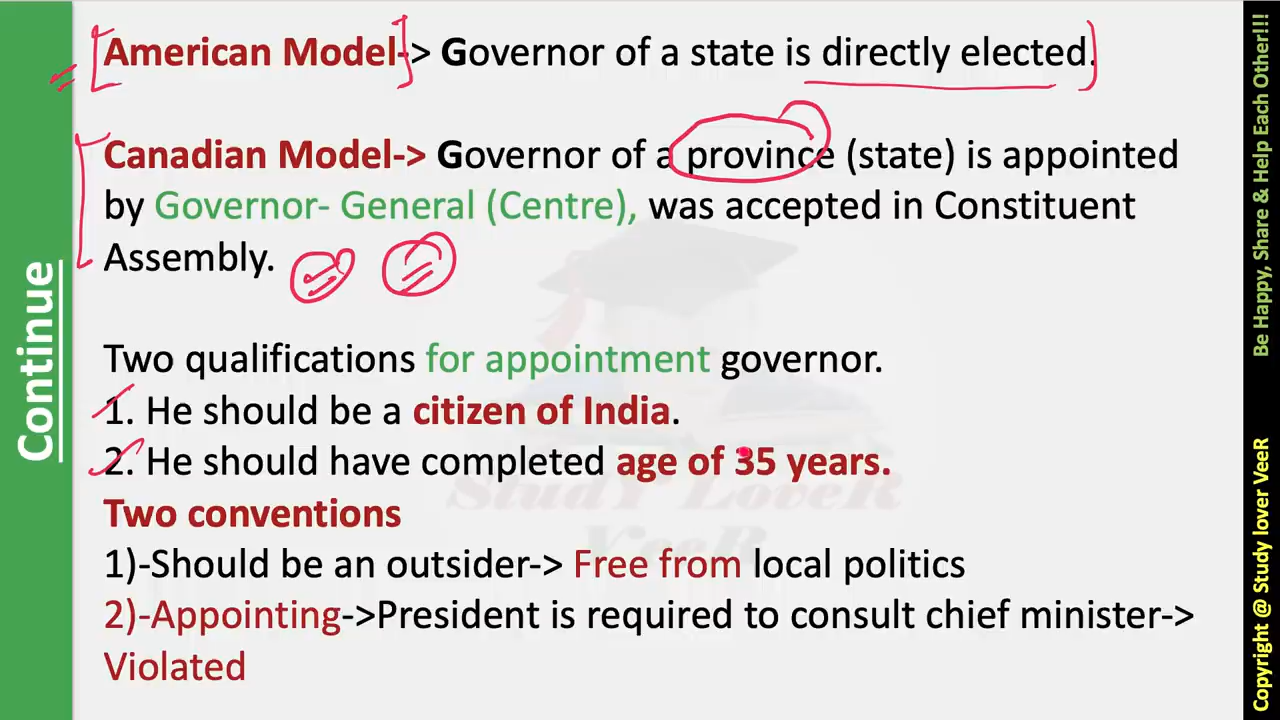 American Model-> Governor of a state is directly elected.
Canadian Model-> Governor of a province (state) is appointed
by Governor- General (Centre), was accepted in Constituent
Assembly.
Two qualifications for appointment governor.
1. He should be a citizen of India.
2. He should have completed age of 35 years.
Two conventions
1)-Should be an outsider-> Free from local politics
2)-Appointing->President is required to consult chief minister->
Violated
Continue
Be Happy, Share & Help Each Other!!!
Copyright @ Study lover VeeR
StudY LoveR
VeeR